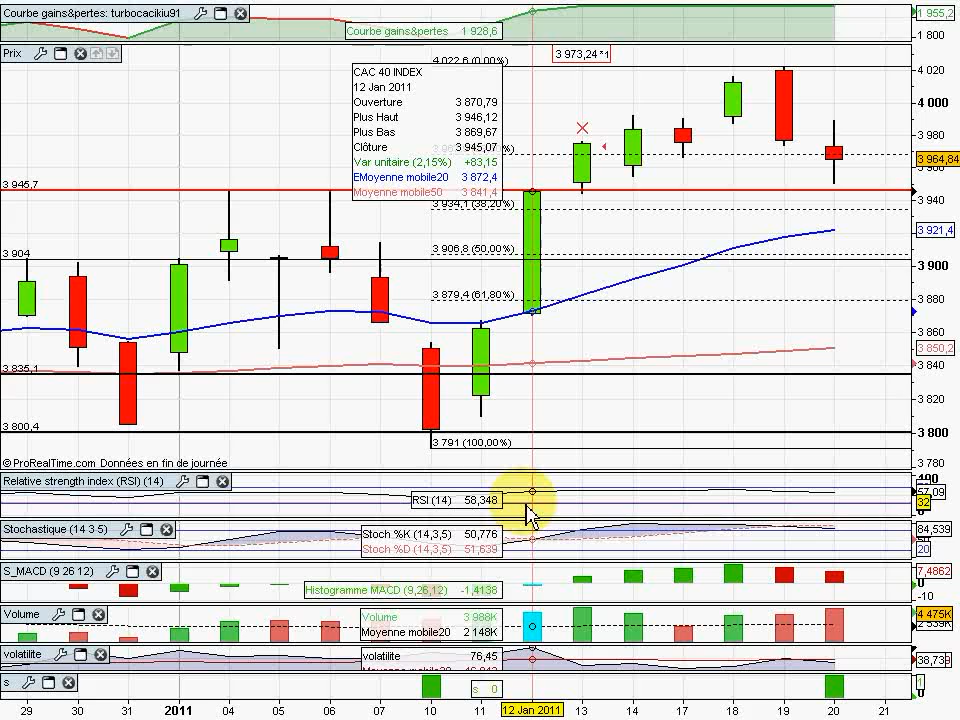 Courbe gains&pertes: turbocacikiu91
1 955,2
Courbe gains&pertes 1 928,6
1 800
Prix
4 022,6 (0,00%)
3 973,24*1
CAC 40 INDEX
12 Jan 2011
Ouverture 3 870,79
Plus Haut 3 946,12
Plus Bas 3 869,67
Clôture 3 945,07
Var unitaire (2,15%) +83,15
EMoyenne mobile20 3 872,4
Moyenne mobile50 3 841,4
4 020
4 000
3 980
3 964,84
3 960
3 945,7
3 940
3 934,1 (38,20%)
3 921,4
3 904
3 906,8 (50,00%)
3 900
3 879,4 (61,80%)
3 880
3 860
3 850,2
3 835,1
3 840
3 820
3 800,4
3 800
3 791 (100,00%)
3 780
©ProRealTime.com Données en fin de journée
Relative strength index (RSI) (14)
RSI (14) 58,348
57,09
32
Stochastique (14 3 5)
Stoch %K (14,3,5) 50,776
Stoch %D (14,3,5) 51,639
84,539
20
S_MACD (9 26 12)
Histogramme MACD (9,26,12) -1,4138
7,4862
0
-10
Volume
Volume 3 988K
Moyenne mobile20 2 148K
4 475K
2 539K
volatilite
volatilite 76,45
38,739
s
s 0
1
0
29 30 31 2011 04 05 06 07 10 11 12 Jan 2011 13 14 17 18 19 20 21